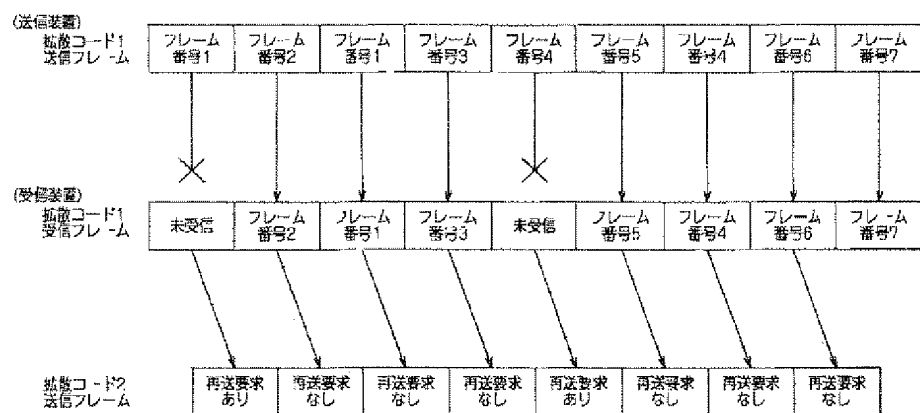 (送信装置)
拡散コード1
送信フレーム
フレーム
番号1
フレーム
番号2
フレーム
番号1
フレーム
番号3
フレーム
番号4
フレーム
番号5
フレーム
番号4
フレーム
番号6
フレーム
番号7
(受信装置)
拡散コード1
受信フレーム
未受信
フレーム
番号2
フレーム
番号1
フレーム
番号3
未受信
フレーム
番号5
フレーム
番号4
フレーム
番号6
フレーム
番号7
拡散コード2
送信フレーム
再送要求
あり
再送要求
なし
再送要求
なし
再送要求
なし
再送要求
あり
再送要求
なし
再送要求
なし
再送要求
なし